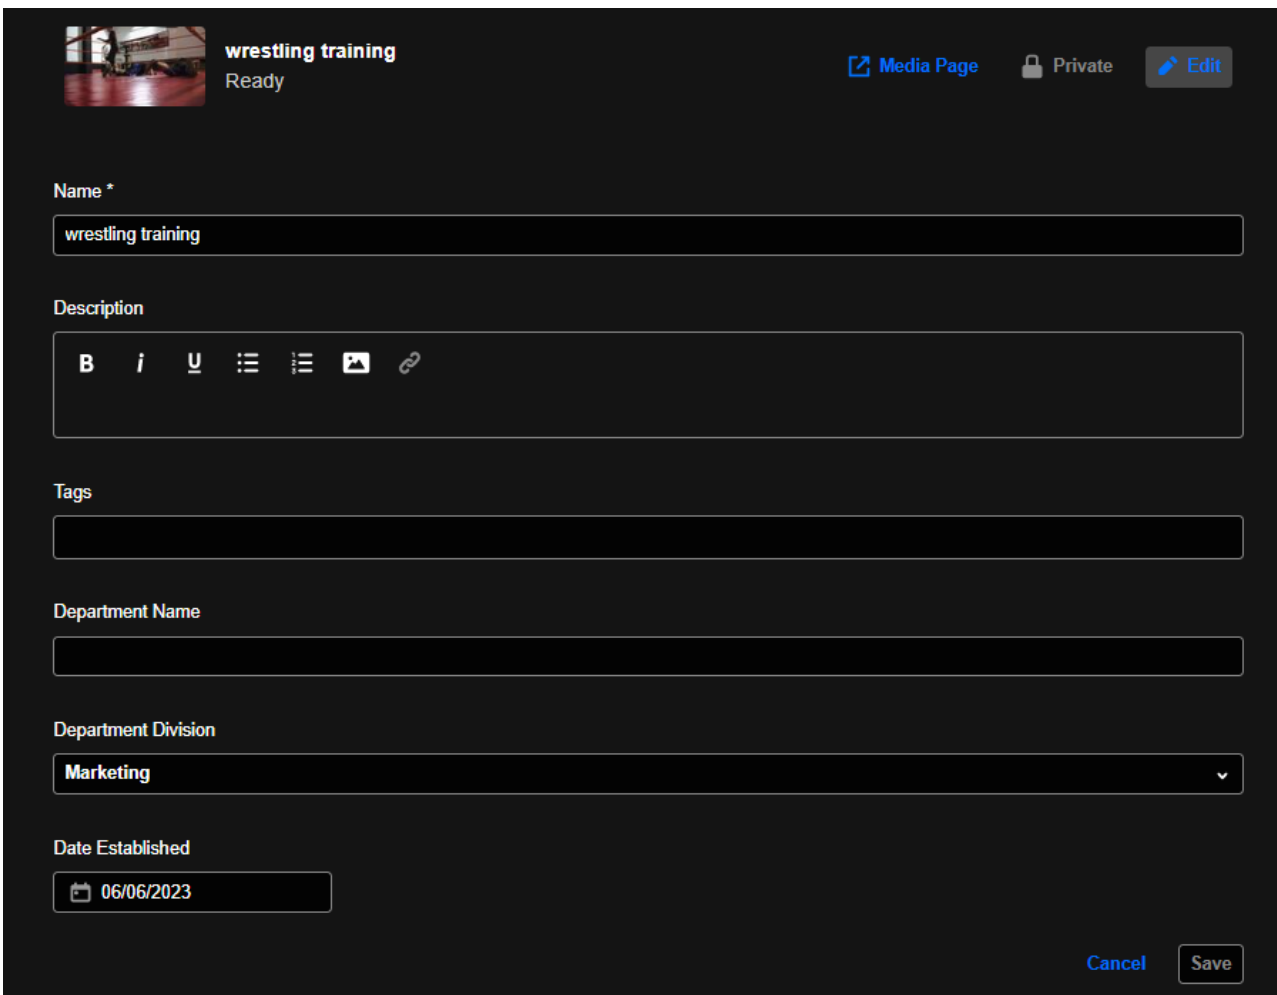 wrestling training
Ready
Media Page
Private
Edit
Name *
wrestling training
Description
B i U
Tags
Department Name
Department Division
Marketing
Date Established
06/06/2023
Cancel
Save